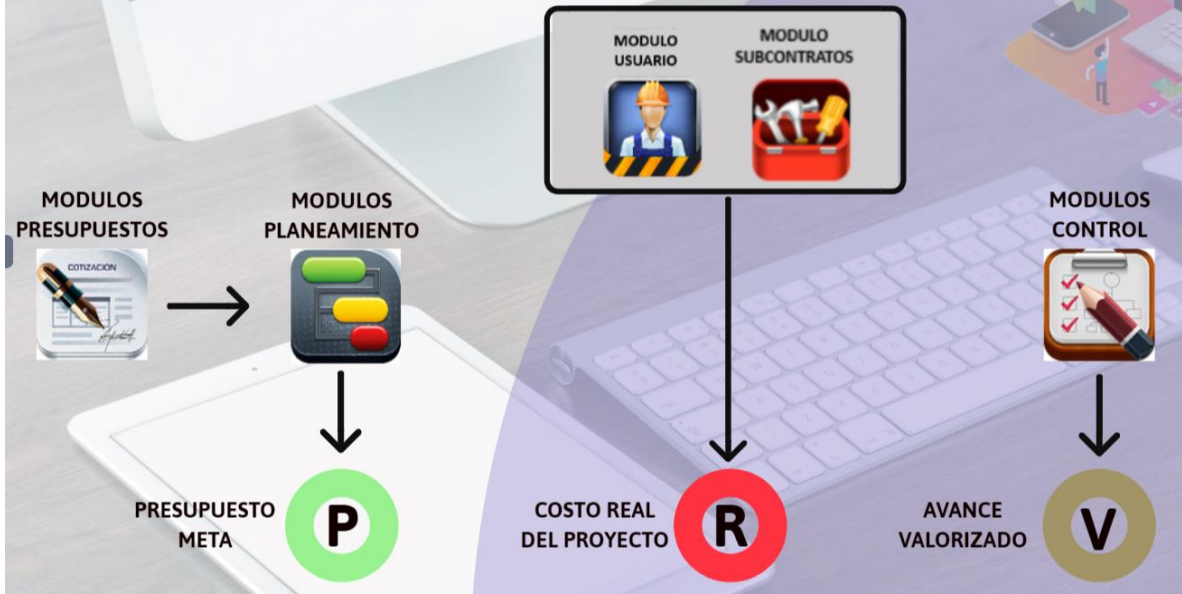 MODULO
USUARIO
MODULO
SUBCONTRATOS
MODULOS
PRESUPUESTOS
COTIZACIÓN
MODULOS
PLANEAMIENTO
MODULOS
CONTROL
PRESUPUESTO
META
P
COSTO REAL
DEL PROYECTO
R
AVANCE
VALORIZADO
V